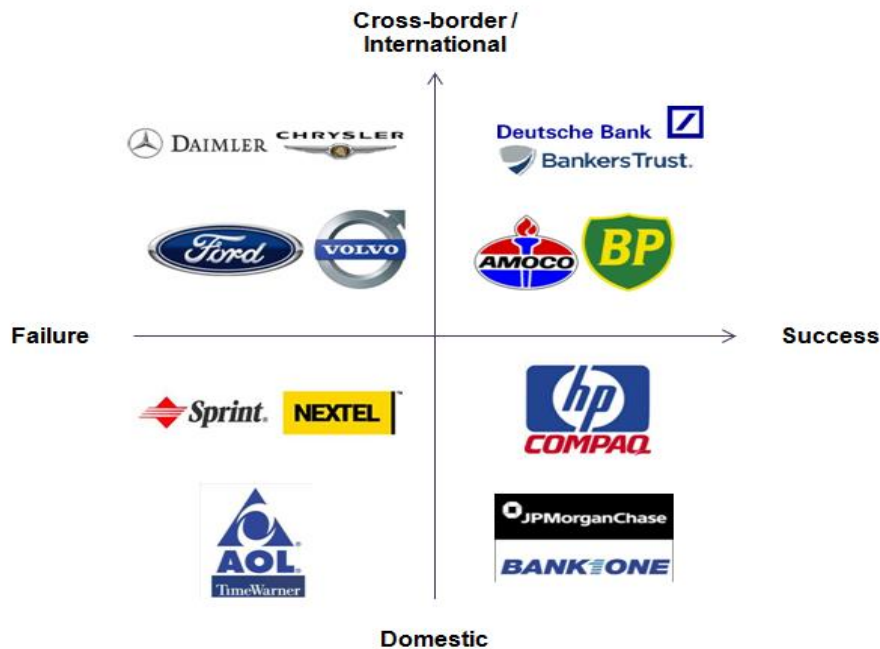 Cross-border /
International
DAIMLER CHRYSLER
Deutsche Bank
BankersTrust.
Ford VOLVO
AMOCO BP
Failure Success
Sprint. NEXTEL™
hp
COMPAQ
AOL®
TimeWarner
JPMorganChase
BANK ONE
Domestic